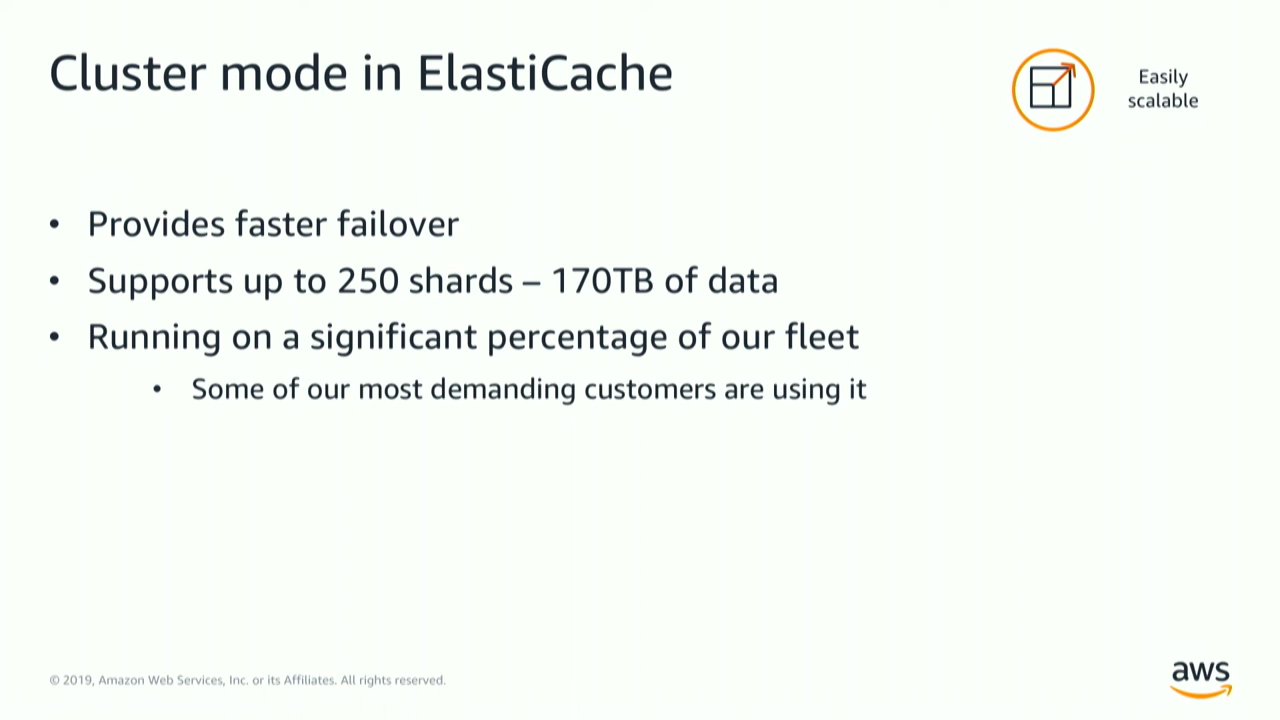 Cluster mode in ElastiCache
Easily
scalable
• Provides faster failover
• Supports up to 250 shards – 170TB of data
• Running on a significant percentage of our fleet
• Some of our most demanding customers are using it
© 2019, Amazon Web Services, Inc. or its Affiliates. All rights reserved.
aws